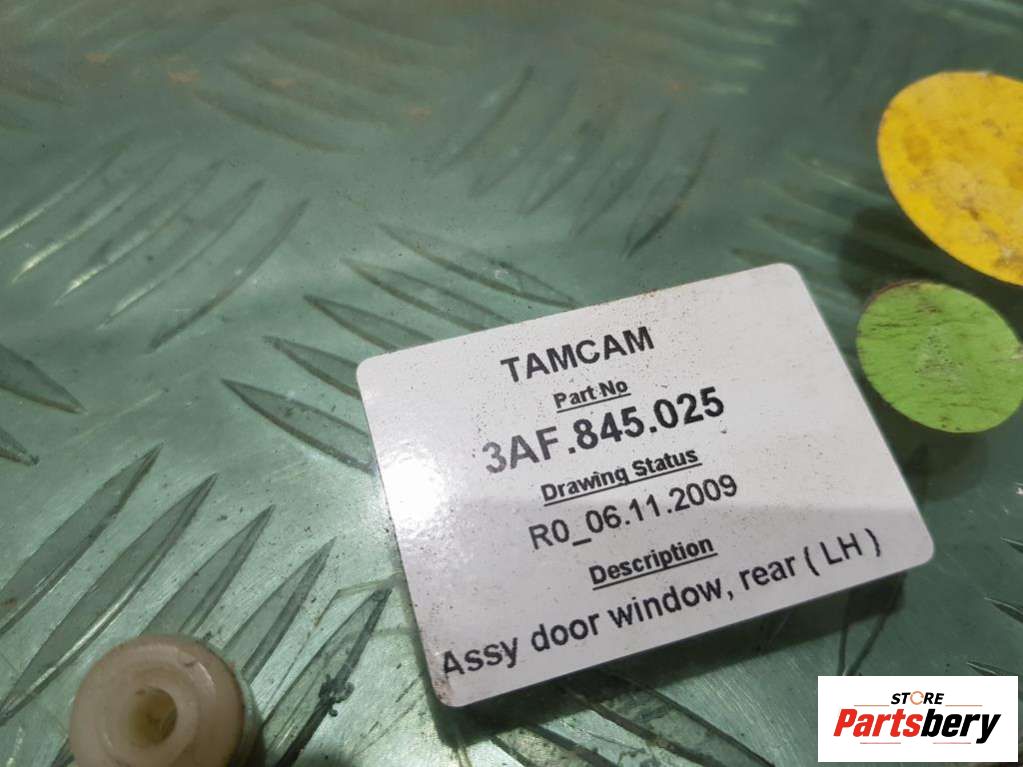 TAMCAM
Part No
3AF.845.025
Drawing Status
R0_06.11.2009
Description
Assy door window, rear ( LH )
STORE
Partsbery